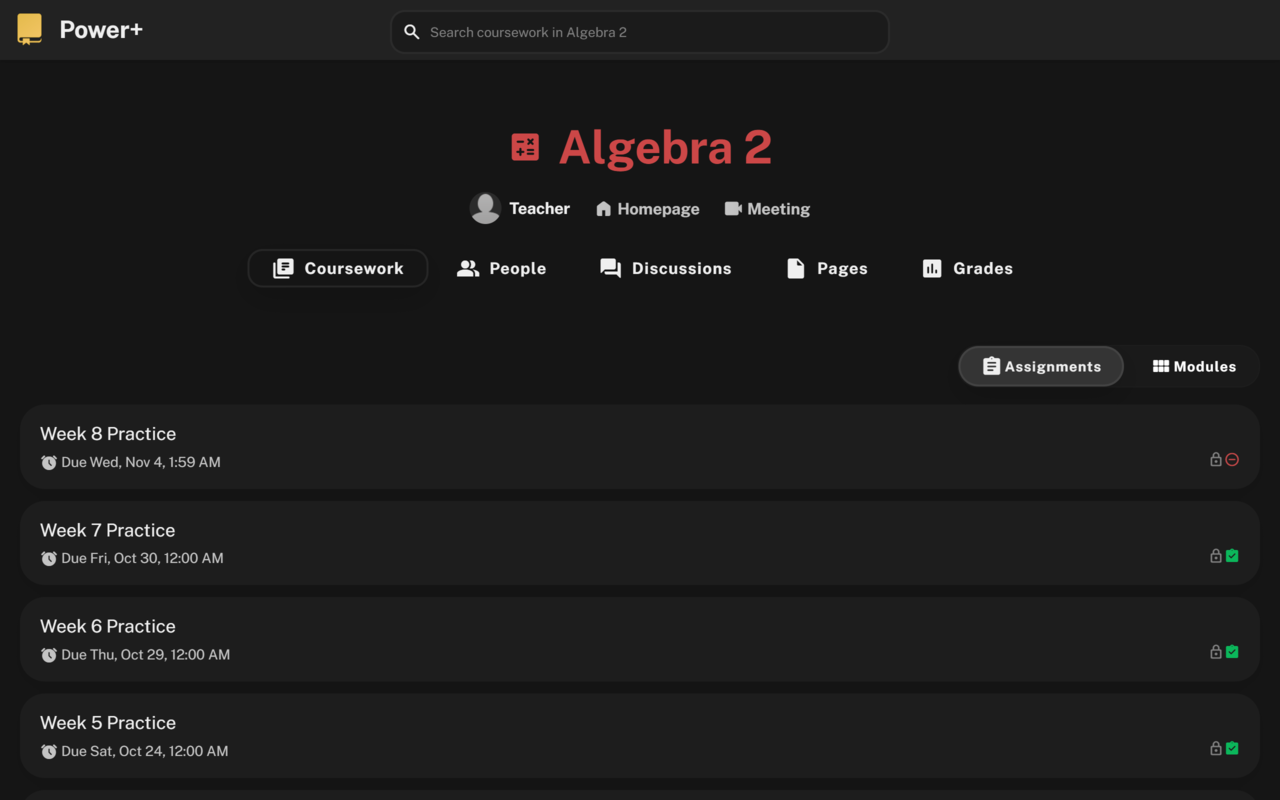 Power+
Search coursework in Algebra 2
Algebra 2
Teacher Homepage Meeting
Coursework People Discussions Pages Grades
Assignments Modules
Week 8 Practice
Due Wed, Nov 4, 1:59 AM
Week 7 Practice
Due Fri, Oct 30, 12:00 AM
Week 6 Practice
Due Thu, Oct 29, 12:00 AM
Week 5 Practice
Due Sat, Oct 24, 12:00 AM